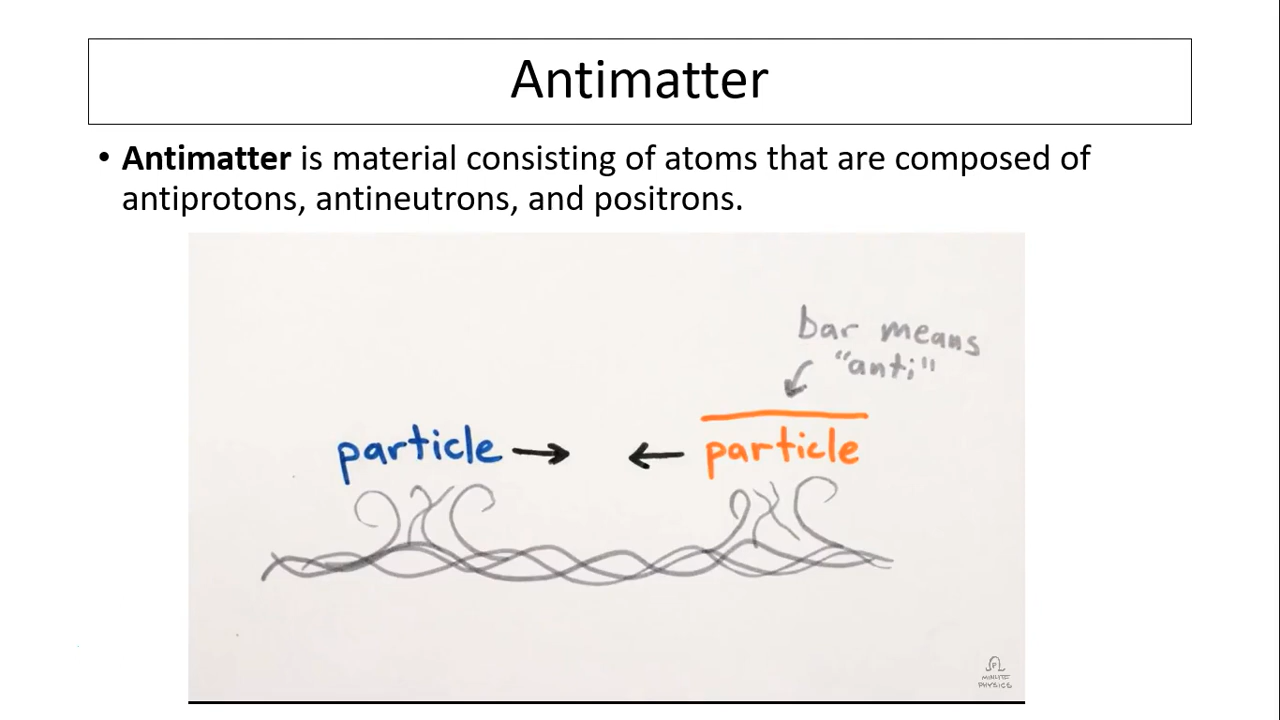 Antimatter
• Antimatter is material consisting of atoms that are composed of
antiprotons, antineutrons, and positrons.
bar means
"anti"
particle → ← particle
MINUTE
PHYSICS